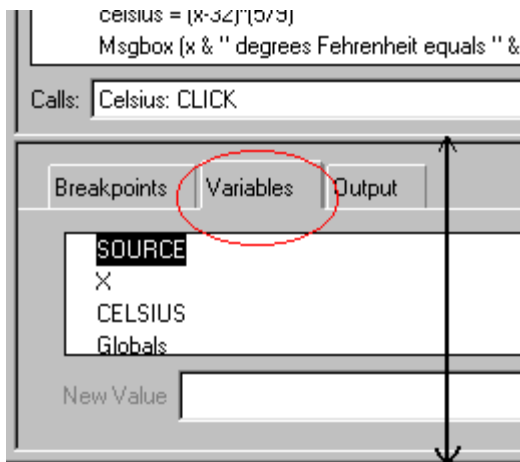 celsius = (x-32)*(5/9)
Msgbox (x & " degrees Fehrenheit equals " &
Calls: Celsius: CLICK
Breakpoints Variables Output
SOURCE
X
CELSIUS
Globals
New Value